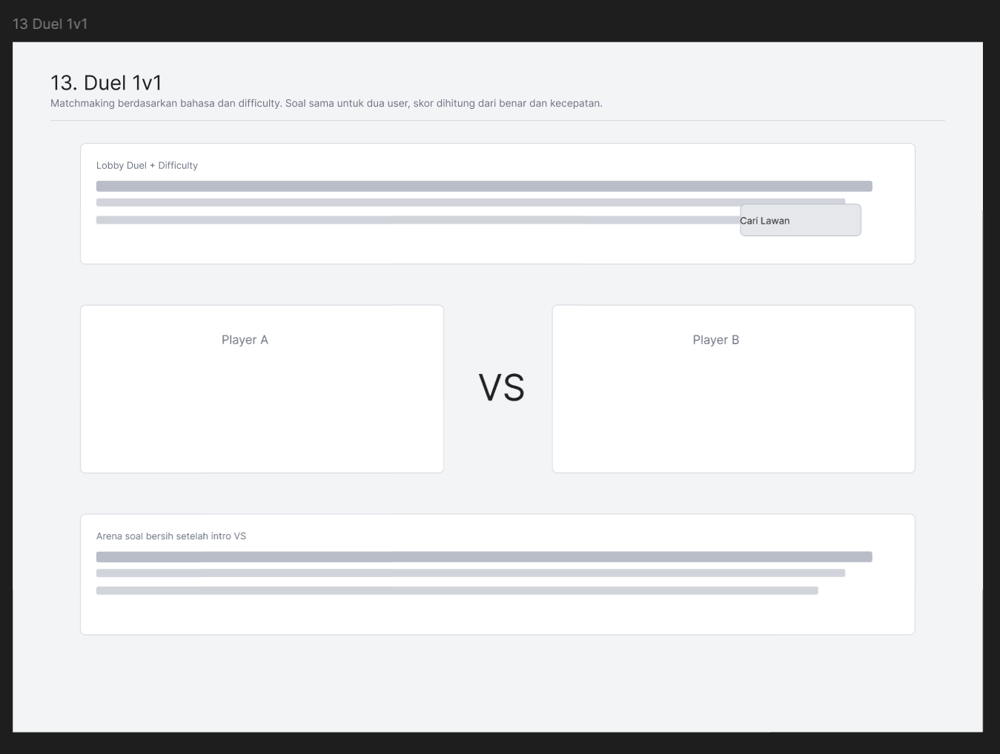 13 Duel 1v1
13. Duel 1v1
Matchmaking berdasarkan bahasa dan difficulty. Soal sama untuk dua user, skor dihitung dari benar dan kecepatan.
Lobby Duel + Difficulty
Cari Lawan
Player A
VS
Player B
Arena soal bersih setelah intro VS